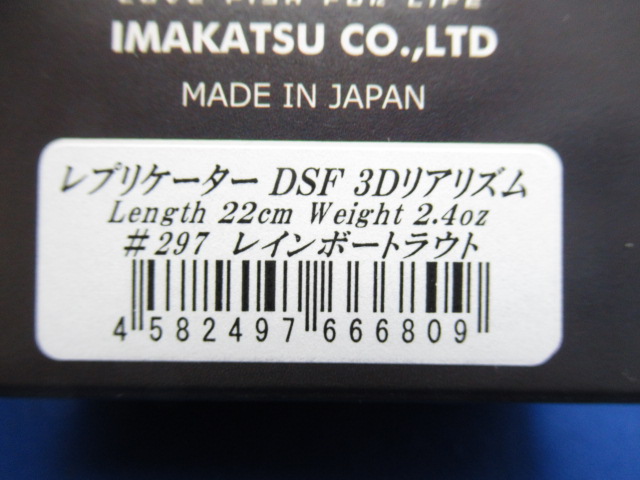 IMAKATSU CO.,LTD
MADE IN JAPAN
レプリケーター DSF 3Dリアリズム
Length 22cm Weight 2.4oz
#297 レインボートラウト
4 582497 666809